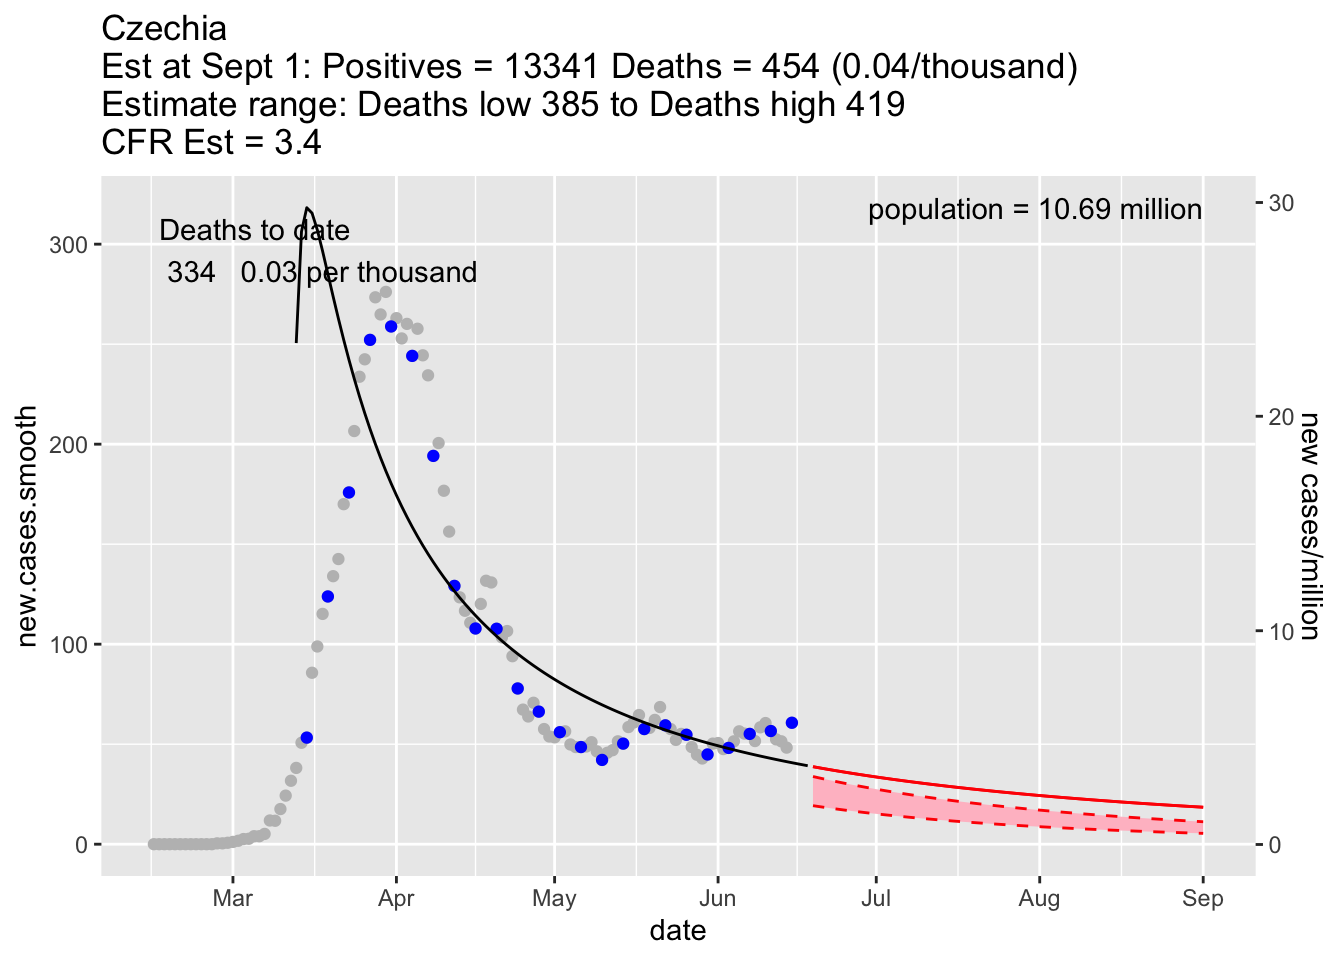 Czechia
Est at Sept 1: Positives = 13341 Deaths = 454 (0.04/thousand)
Estimate range: Deaths low 385 to Deaths high 419
CFR Est = 3.4
Deaths to date
334 0.03 per thousand
population = 10.69 million
new.cases.smooth
300
200
100
0
30
20
10
0
new cases/million
Mar Apr May Jun Jul Aug Sep
date